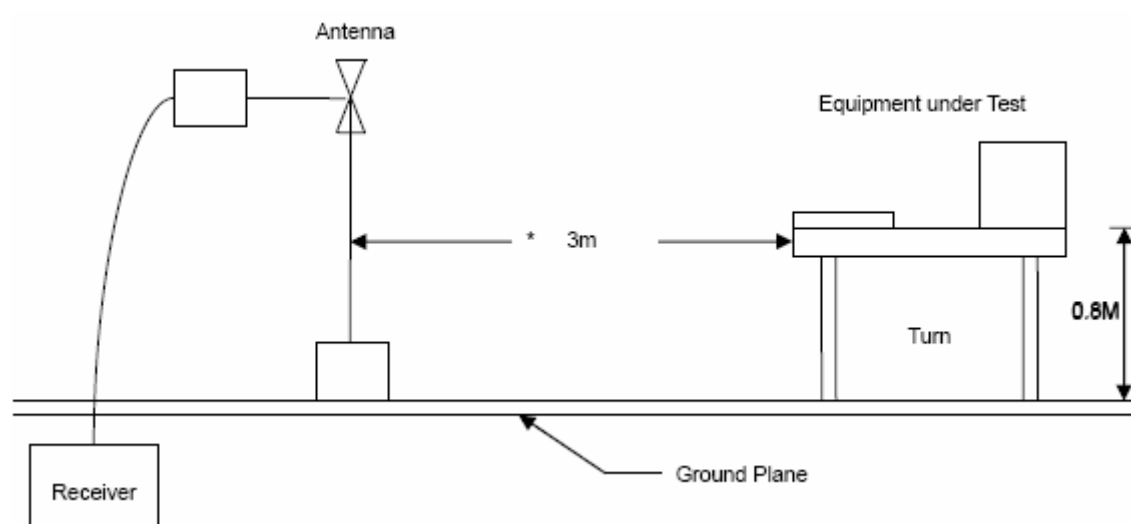 Antenna
Equipment under Test
* 3m
0.8M
Turn
Ground Plane
Receiver